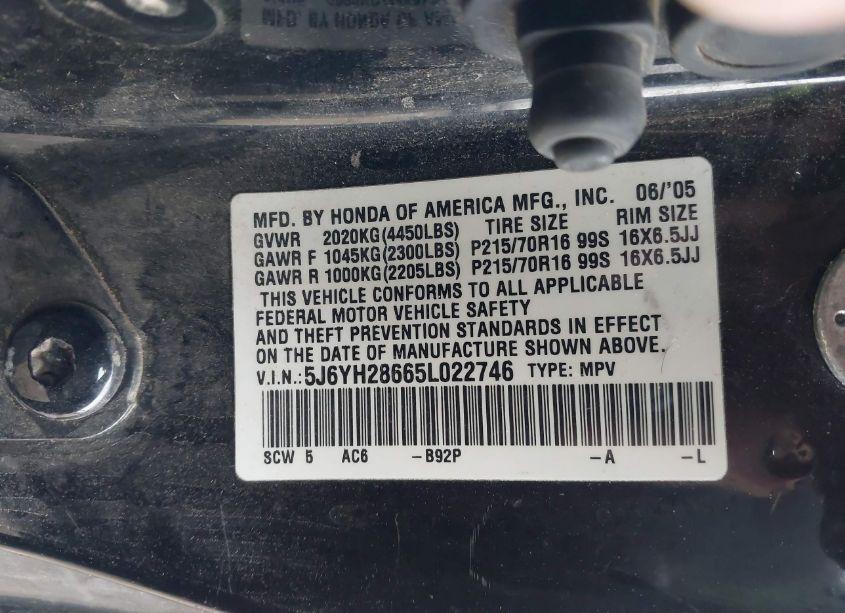 MFD. BY HONDA OF AMERICA MFG., INC. 06/'05
GVWR 2020KG(4450LBS) TIRE SIZE RIM SIZE
GAWR F 1045KG(2300LBS) P215/70R16 99S 16X6.5JJ
GAWR R 1000KG(2205LBS) P215/70R16 99S 16X6.5JJ
THIS VEHICLE CONFORMS TO ALL APPLICABLE
FEDERAL MOTOR VEHICLE SAFETY
AND THEFT PREVENTION STANDARDS IN EFFECT
ON THE DATE OF MANUFACTURE SHOWN ABOVE.
V.I.N.: 5J6YH28665L022746 TYPE: MPV
SCW 5 AC6 -B92P -A -L